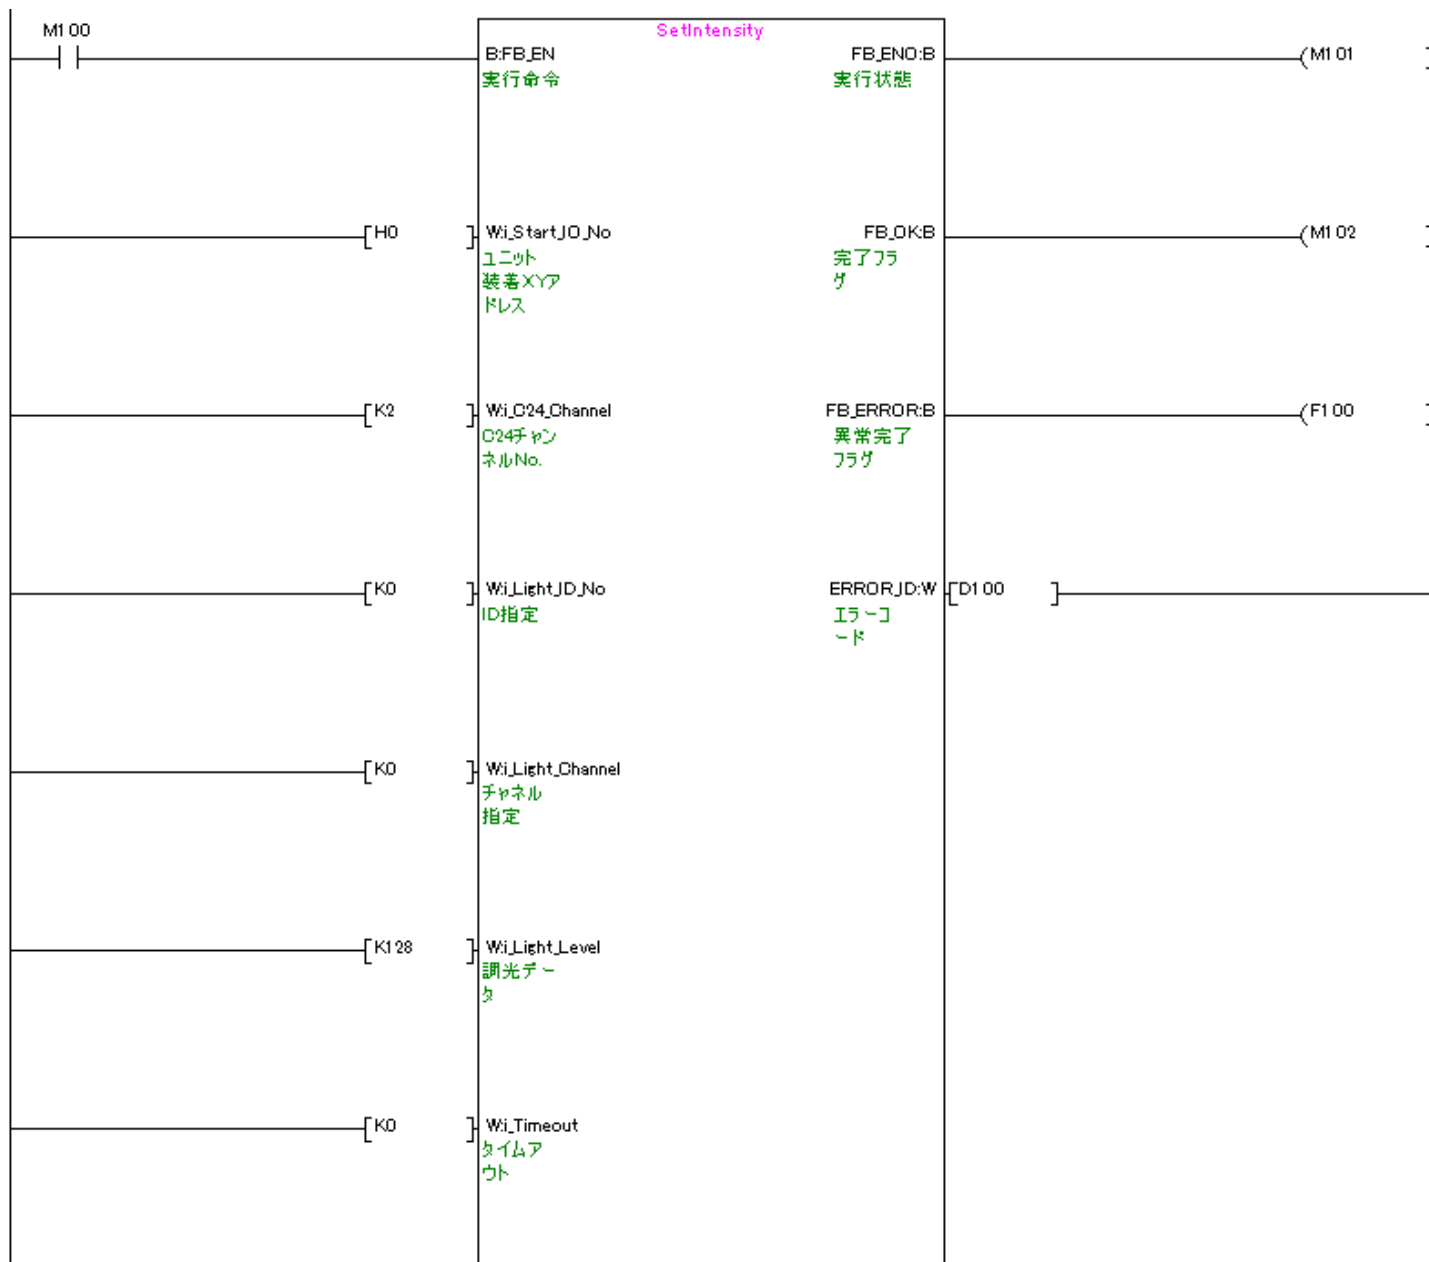 SetIntensity
M100
B:FB_EN
FB_ENO:B
(M101
実行命令
実行状態
[H0 ]
W:i_Start_IO_No
FB_OK:B
(M102
ユニット
装着XYア
ドレス
完了フラ
グ
[K2 ]
W:i_C24_Channel
FB_ERROR:B
(F100
C24チャン
ネルNo.
異常完了
フラグ
[K0 ]
W:i_Light_ID_No
ERROR_ID:W
[D100 ]
ID指定
エラーコ
ード
[K0 ]
W:i_Light_Channel
チャネル
指定
[K128 ]
W:i_Light_Level
調光デー
タ
[K0 ]
W:i_Timeout
タイムア
ウト